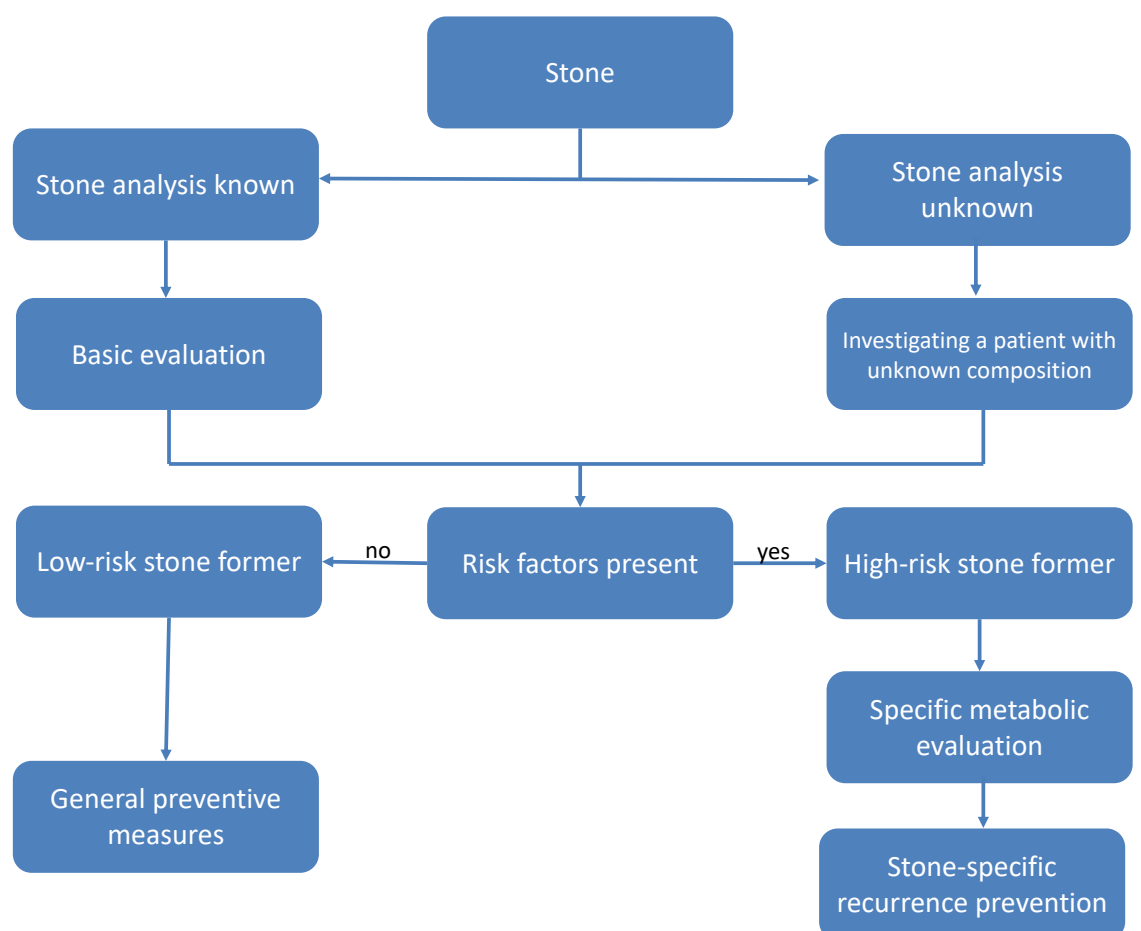 Stone
Stone analysis known
Stone analysis
unknown
Basic evaluation
Investigating a patient with
unknown composition
Low-risk stone former
no
Risk factors present
yes
High-risk stone former
Specific metabolic
evaluation
General preventive
measures
Stone-specific
recurrence prevention